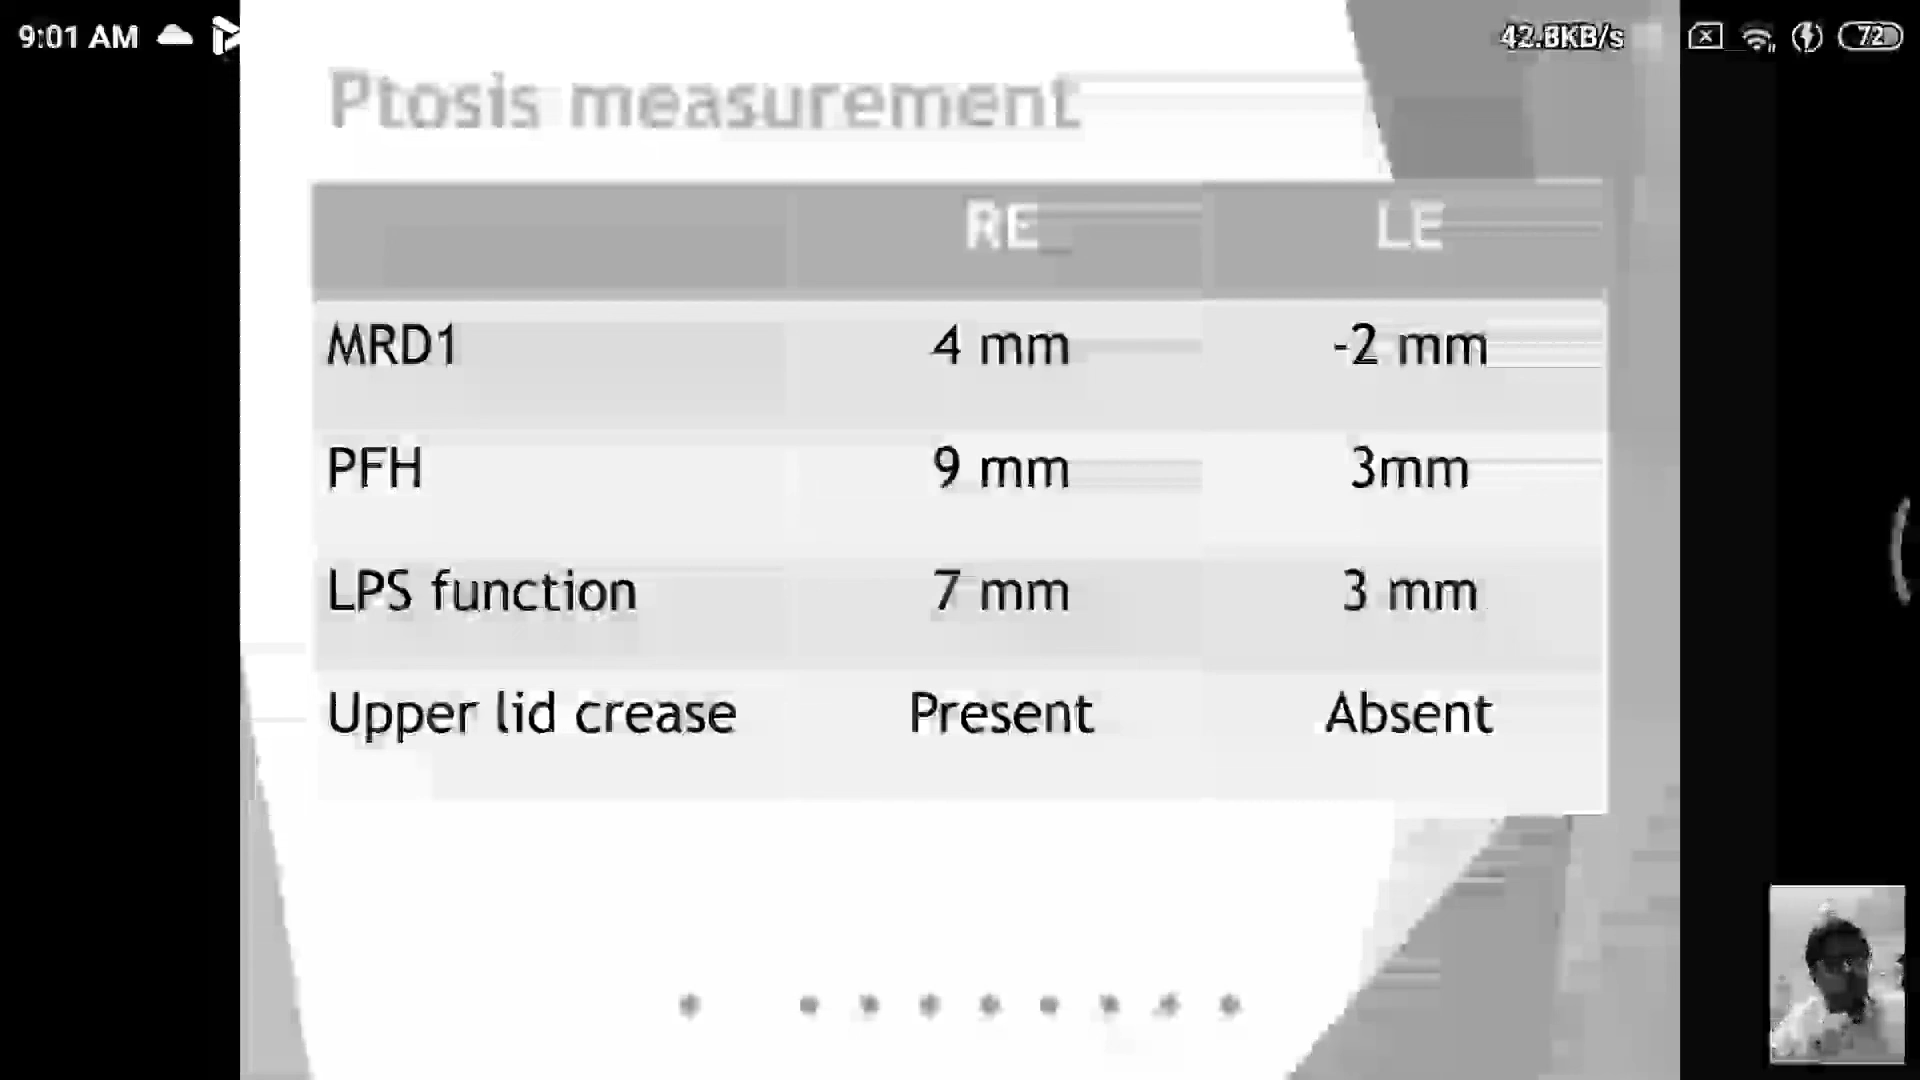 9:01 AM
42.8KB/s
72
Ptosis measurement
RE LE
MRD1 4 mm -2 mm
PFH 9 mm 3mm
LPS function 7 mm 3 mm
Upper lid crease Present Absent